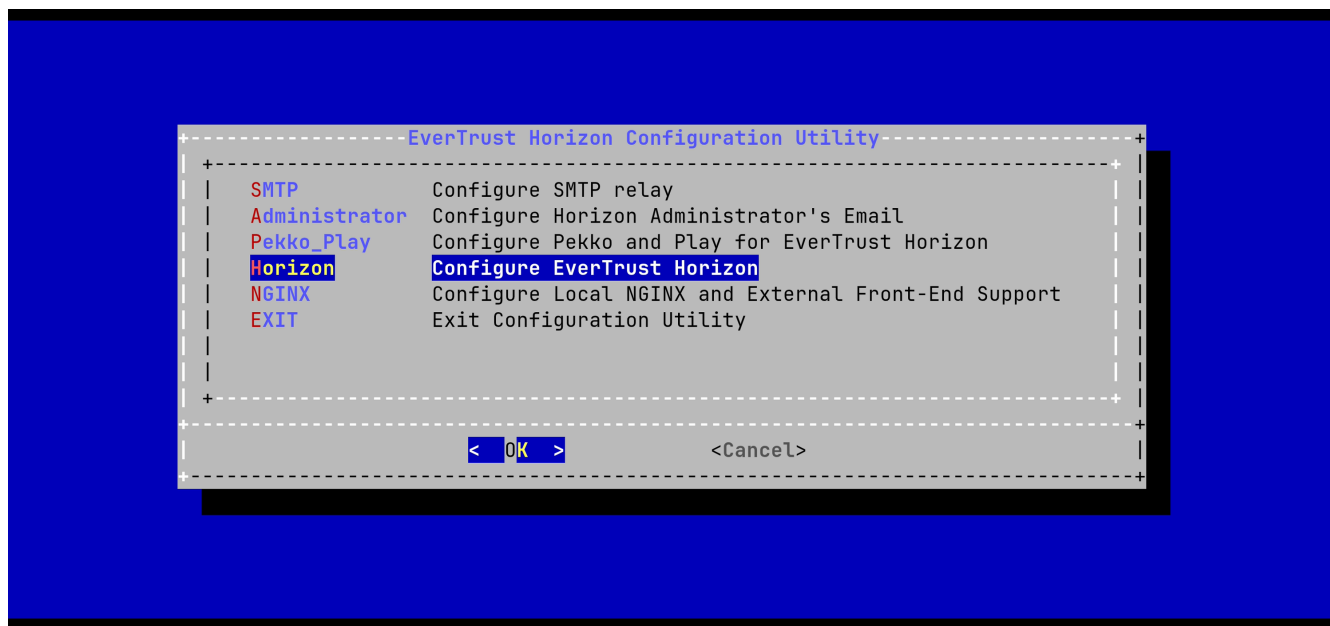 EverTrust Horizon Configuration Utility
SMTP Configure SMTP relay
Administrator Configure Horizon Administrator's Email
Pekko_Play Configure Pekko and Play for EverTrust Horizon
Horizon Configure EverTrust Horizon
NGINX Configure Local NGINX and External Front-End Support
EXIT Exit Configuration Utility
< OK > <Cancel>